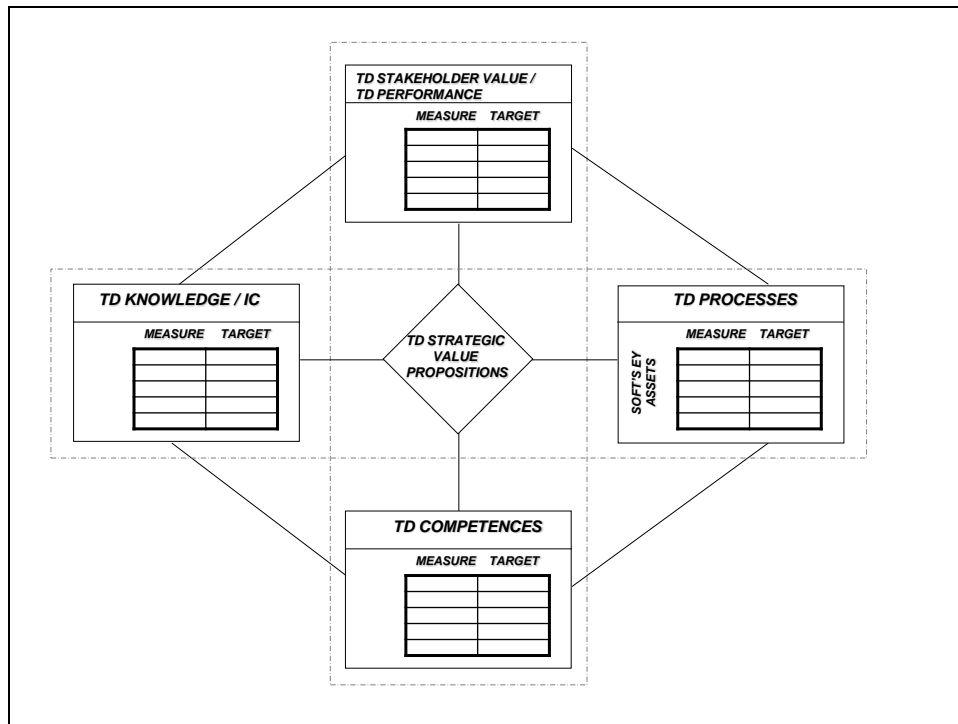 TD STAKEHOLDER VALUE /
TD PERFORMANCE
MEASURE TARGET
TD KNOWLEDGE / IC
MEASURE TARGET
TD STRATEGIC
VALUE
PROPOSITIONS
TD PROCESSES
MEASURE TARGET
SOFT'S EY
ASSETS
TD COMPETENCES
MEASURE TARGET